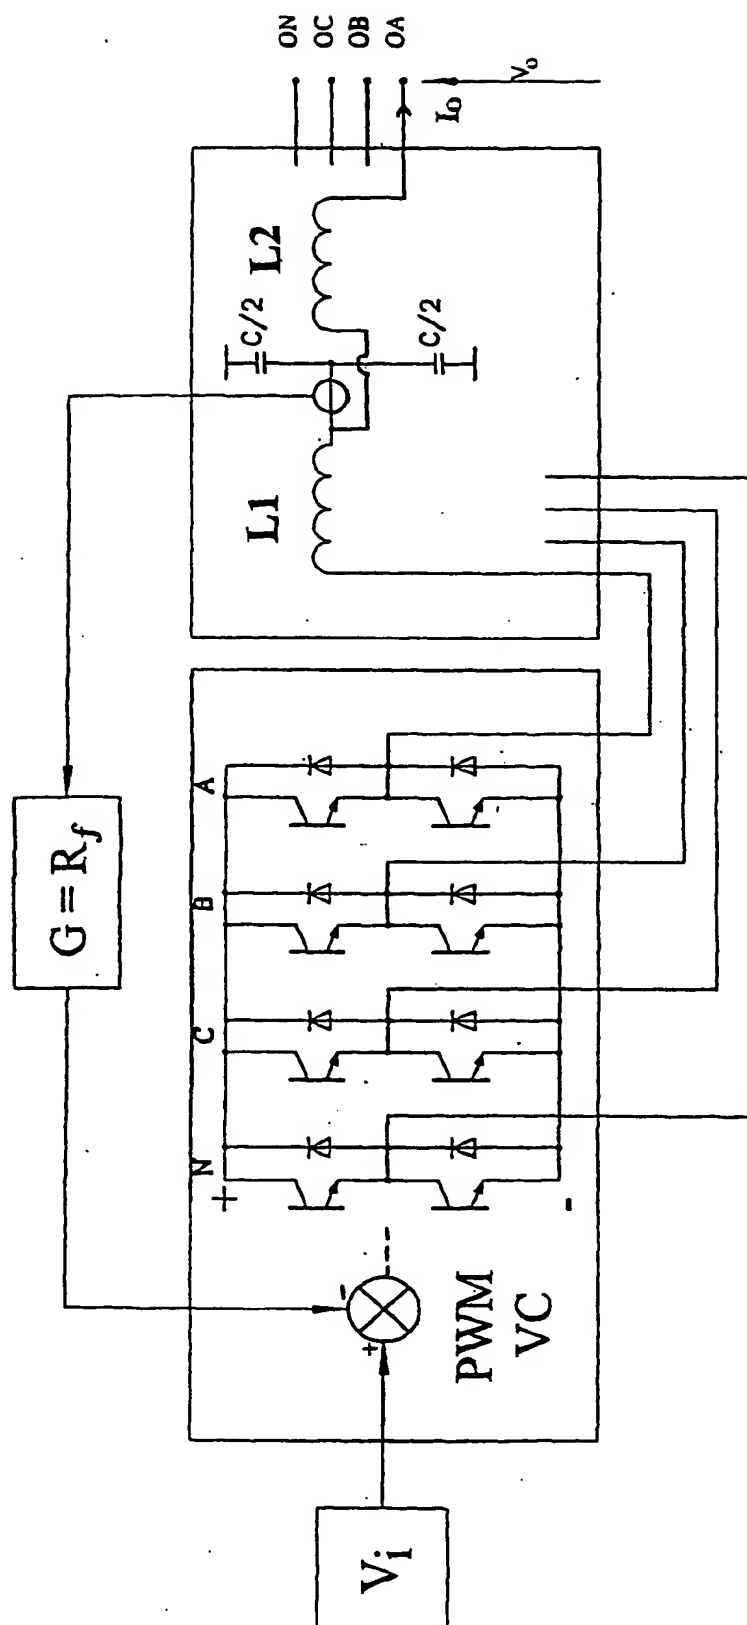 G=Rf
Vi
+
-
PWM
VC
+
-
N
C
B
A
L1
L2
C/2
C/2
ON
OC
OB
OA
Io
Vo